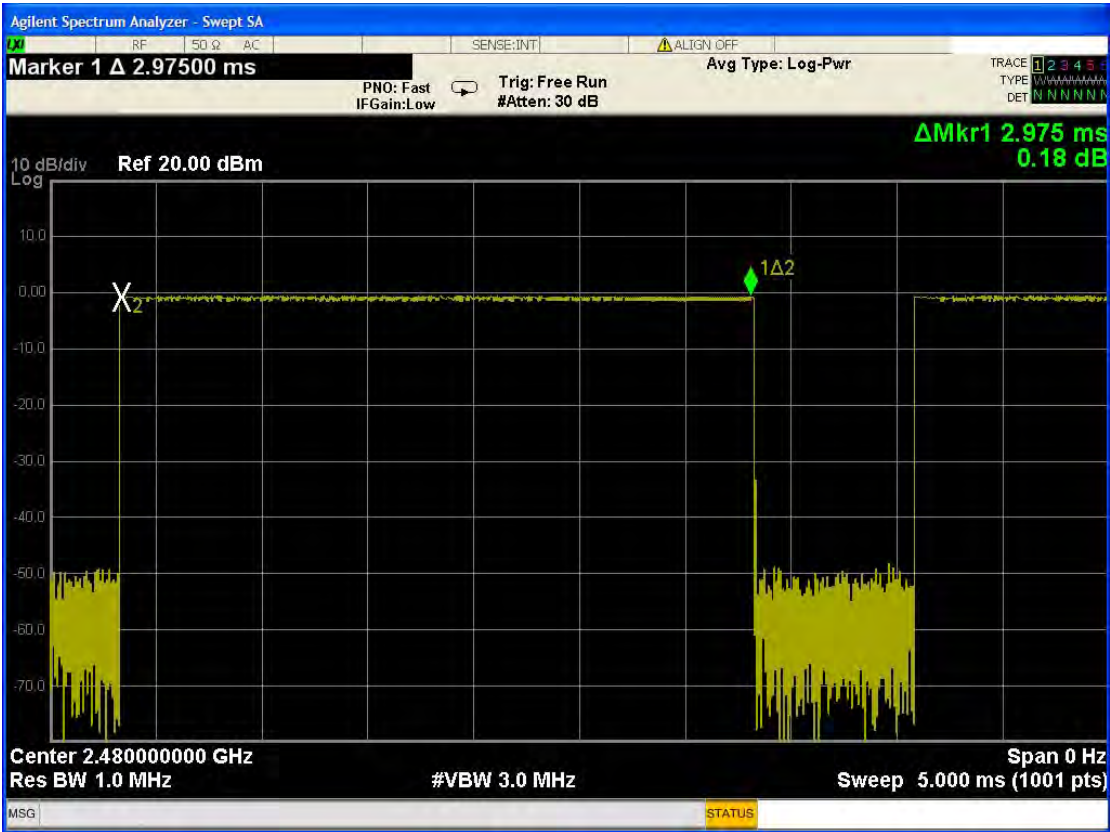 Agilent Spectrum Analyzer - Swept SA
LXI RF 50 Ω AC SENSE:INT ALIGN OFF
Marker 1 Δ 2.97500 ms
PNO: Fast
IFGain:Low
Trig: Free Run
#Atten: 30 dB
Avg Type: Log-Pwr
TRACE 1 2 3 4 5 6
TYPE
DET N N N N N N
ΔMkr1 2.975 ms
0.18 dB
10 dB/div Ref 20.00 dBm
Log
10.0
1Δ2
0.00
X2
-10.0
-20.0
-30.0
-40.0
-50.0
-60.0
-70.0
Center 2.480000000 GHz Span 0 Hz
Res BW 1.0 MHz #VBW 3.0 MHz Sweep 5.000 ms (1001 pts)
MSG STATUS